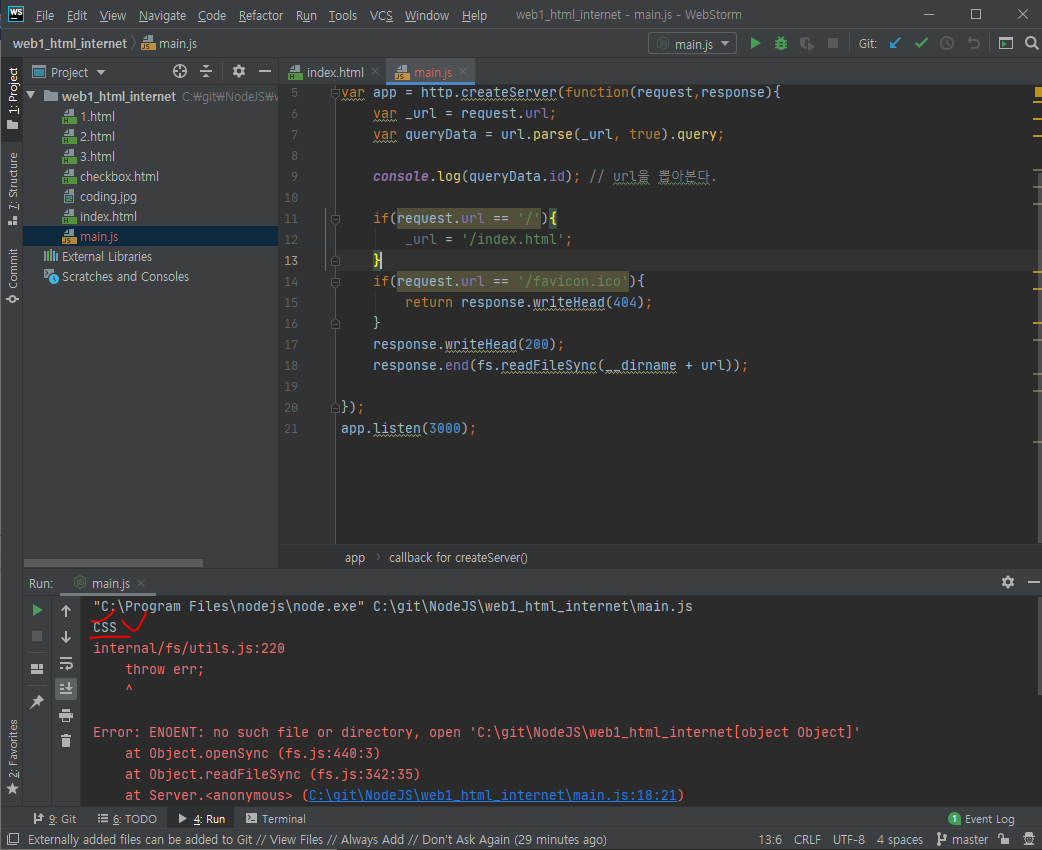 WS File Edit View Navigate Code Refactor Run Tools VCS Window Help web1_html_internet - main.js - WebStorm
web1_html_internet main.js main.js Git:
1: Project
7: Structure
Commit
2: Favorites
Project
web1_html_internet C:₩git₩NodeJS₩w
1.html
2.html
3.html
checkbox.html
coding.jpg
index.html
main.js
External Libraries
Scratches and Consoles
index.html main.js
5 var app = http.createServer(function(request,response){
6 var _url = request.url;
7 var queryData = url.parse(_url, true).query;
8
9 console.log(queryData.id); // url을 뽑아본다.
10
11 if(request.url == '/'){
12 _url = '/index.html';
13 }
14 if(request.url == '/favicon.ico'){
15 return response.writeHead(404);
16 }
17 response.writeHead(200);
18 response.end(fs.readFileSync(__dirname + url));
19
20 });
21 app.listen(3000);
app callback for createServer()
Run: main.js
"C:\Program Files\nodejs\node.exe" C:\git\NodeJS\web1_html_internet\main.js
CSS
internal/fs/utils.js:220
throw err;
^
Error: ENOENT: no such file or directory, open 'C:\git\NodeJS\web1_html_internet[object Object]'
at Object.openSync (fs.js:440:3)
at Object.readFileSync (fs.js:342:35)
at Server.<anonymous> (C:\git\NodeJS\web1_html_internet\main.js:18:21)
9: Git 6: TODO 4: Run Terminal 1 Event Log
Externally added files can be added to Git // View Files // Always Add // Don't Ask Again (29 minutes ago) 13:6 CRLF UTF-8 4 spaces master